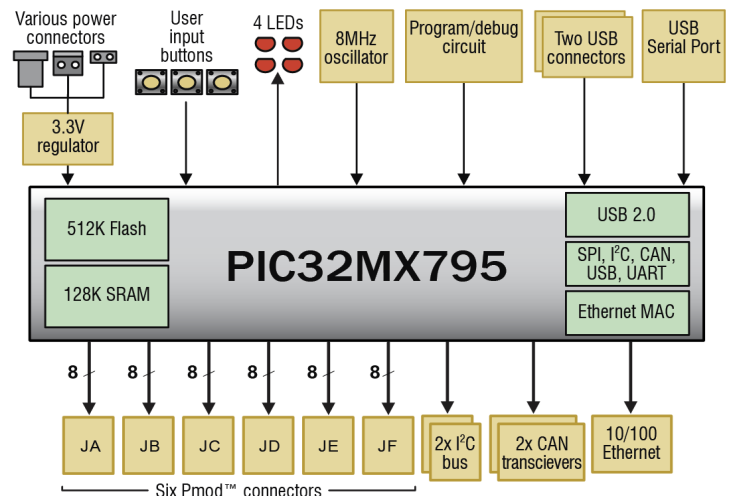 Various power
connectors
User
input
buttons
4 LEDs
8MHz
oscillator
Program/debug
circuit
Two USB
connectors
USB
Serial Port
3.3V
regulator
512K Flash
128K SRAM
PIC32MX795
USB 2.0
SPI, I²C, CAN,
USB, UART
Ethernet MAC
8
8
8
8
8
8
JA
JB
JC
JD
JE
JF
2x I²C
bus
2x CAN
transcievers
10/100
Ethernet
Six Pmod™ connectors